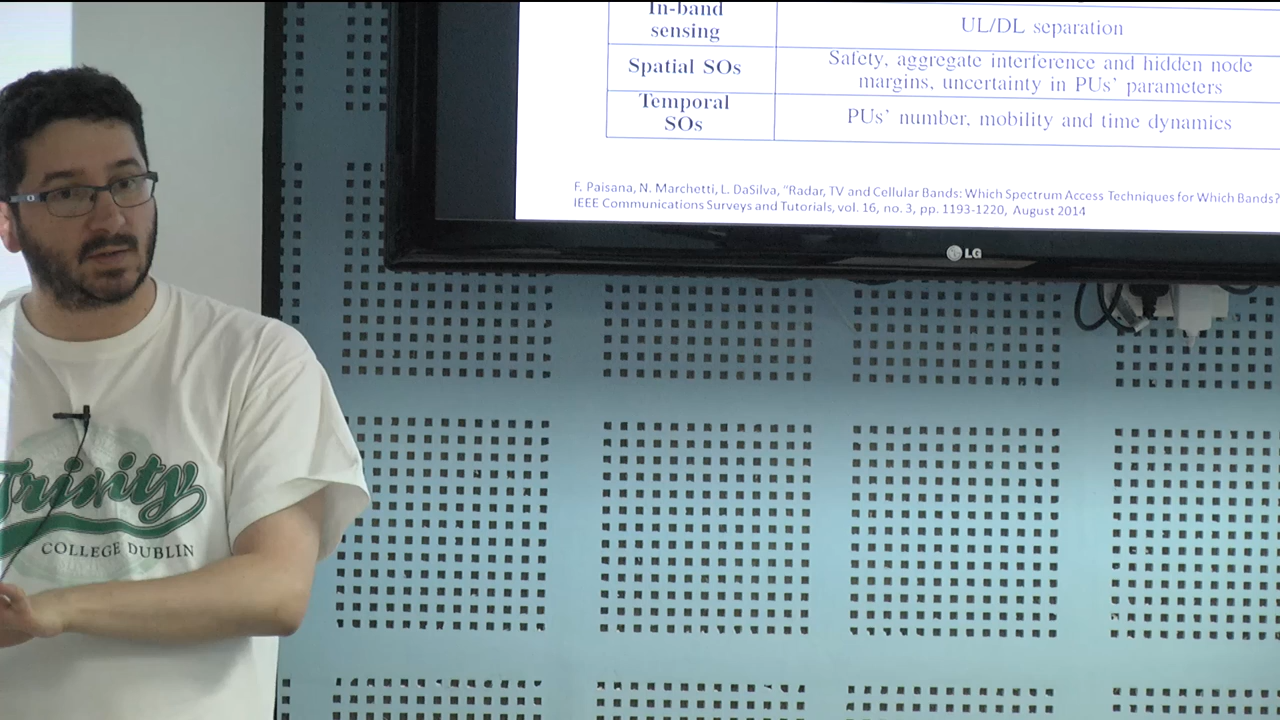 In-band
sensing
UL/DL separation
Spatial SOs
Safety, aggregate interference and hidden node
margins, uncertainty in PUs' parameters
Temporal
SOs
PUs' number, mobility and time dynamics
F. Paisana, N. Marchetti, L. DaSilva, "Radar, TV and Cellular Bands: Which Spectrum Access Techniques for Which Bands?
IEEE Communications Surveys and Tutorials, vol. 16, no. 3, pp. 1193-1220, August 2014
LG
Trinity
COLLEGE DUBLIN